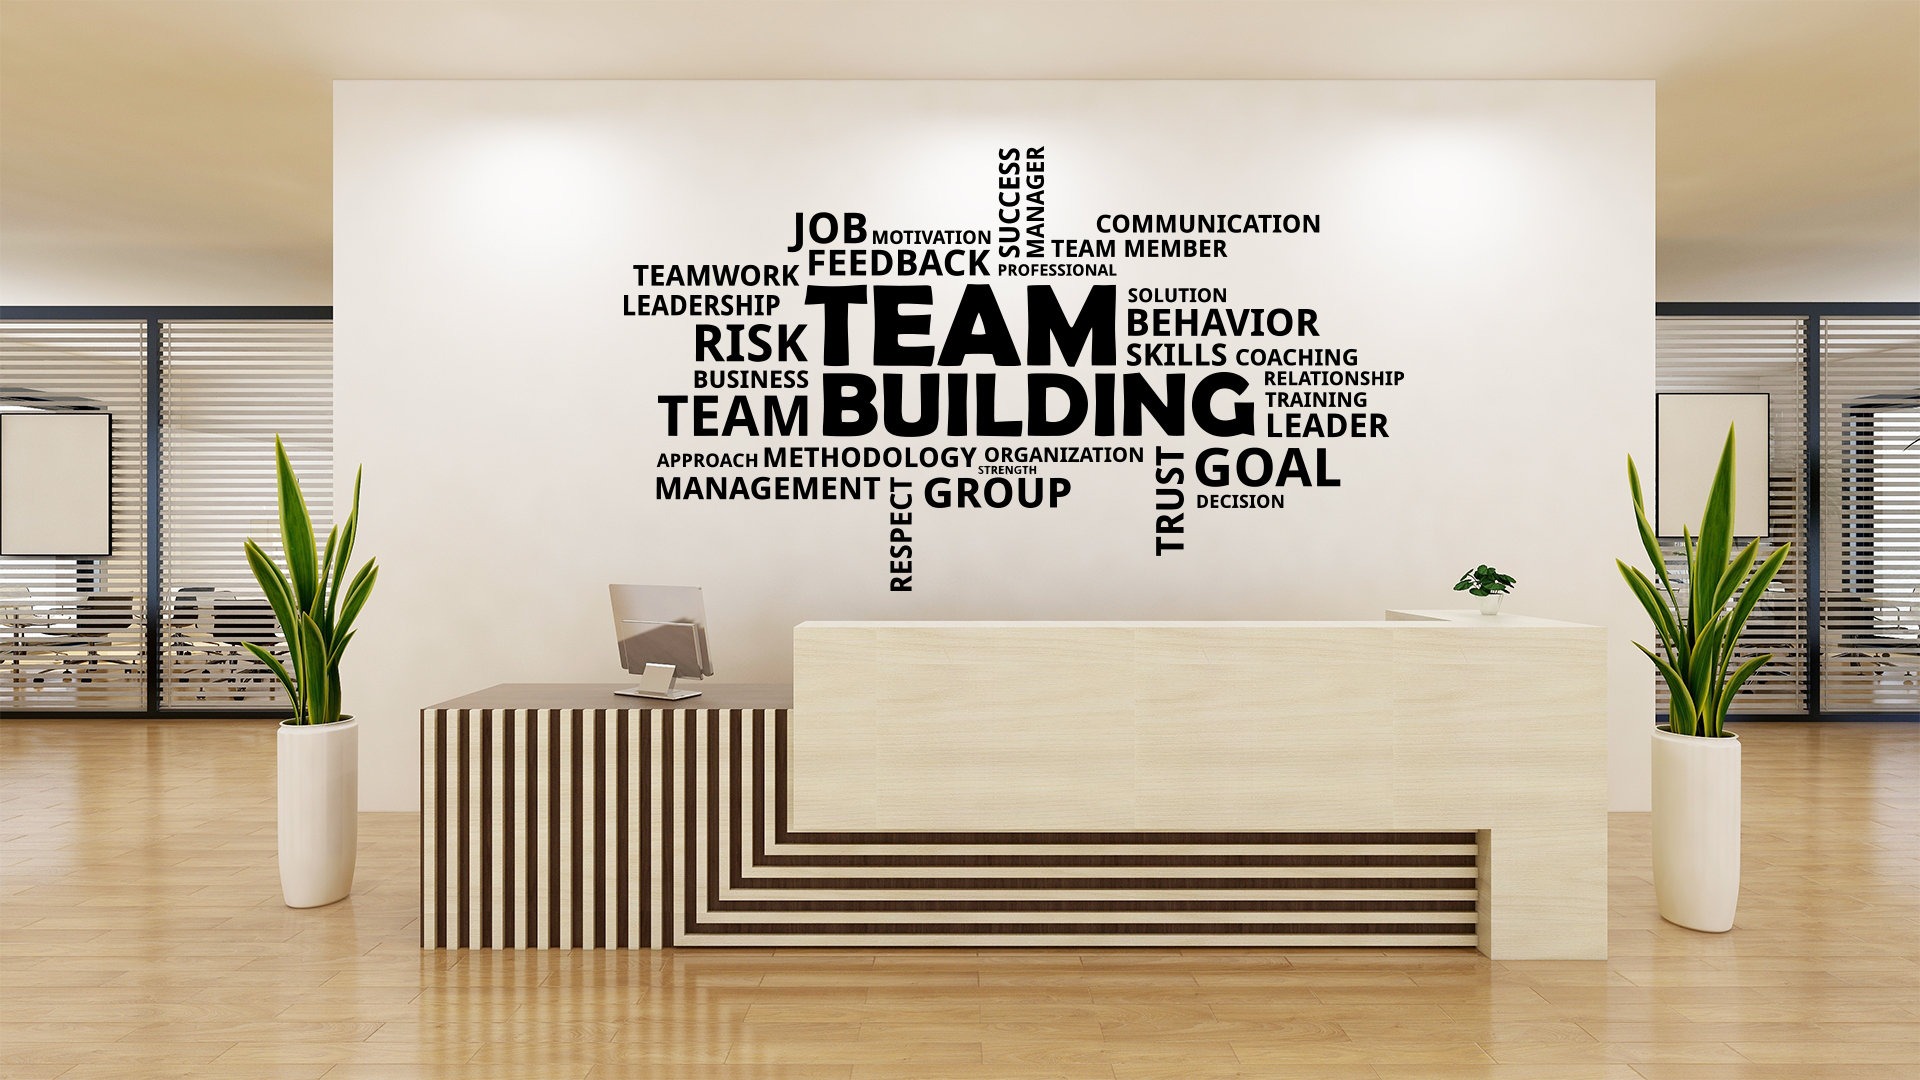 SUCCESS
MANAGER
JOB MOTIVATION
COMMUNICATION
FEEDBACK
TEAM MEMBER
PROFESSIONAL
TEAMWORK
LEADERSHIP
RISK
TEAM
SOLUTION
BEHAVIOR
SKILLS COACHING
BUSINESS
TEAM
BUILDING
RELATIONSHIP
TRAINING
LEADER
APPROACH METHODOLOGY ORGANIZATION
STRENGTH
MANAGEMENT
RESPECT
GROUP
TRUST
GOAL
DECISION